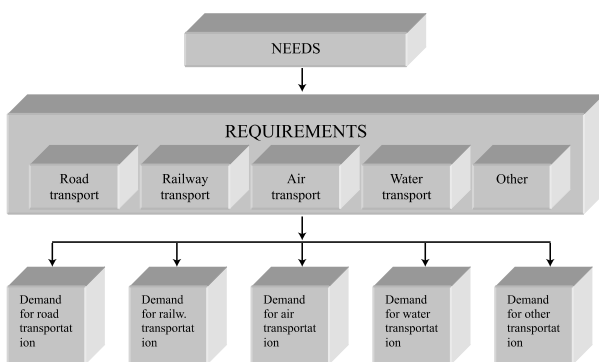 NEEDS
REQUIREMENTS
Road
transport
Railway
transport
Air
transport
Water
transport
Other
Demand
for road
transportat
ion
Demand
for railw.
transportat
ion
Demand
for air
transportat
ion
Demand
for water
transportat
ion
Demand
for other
transportat
ion